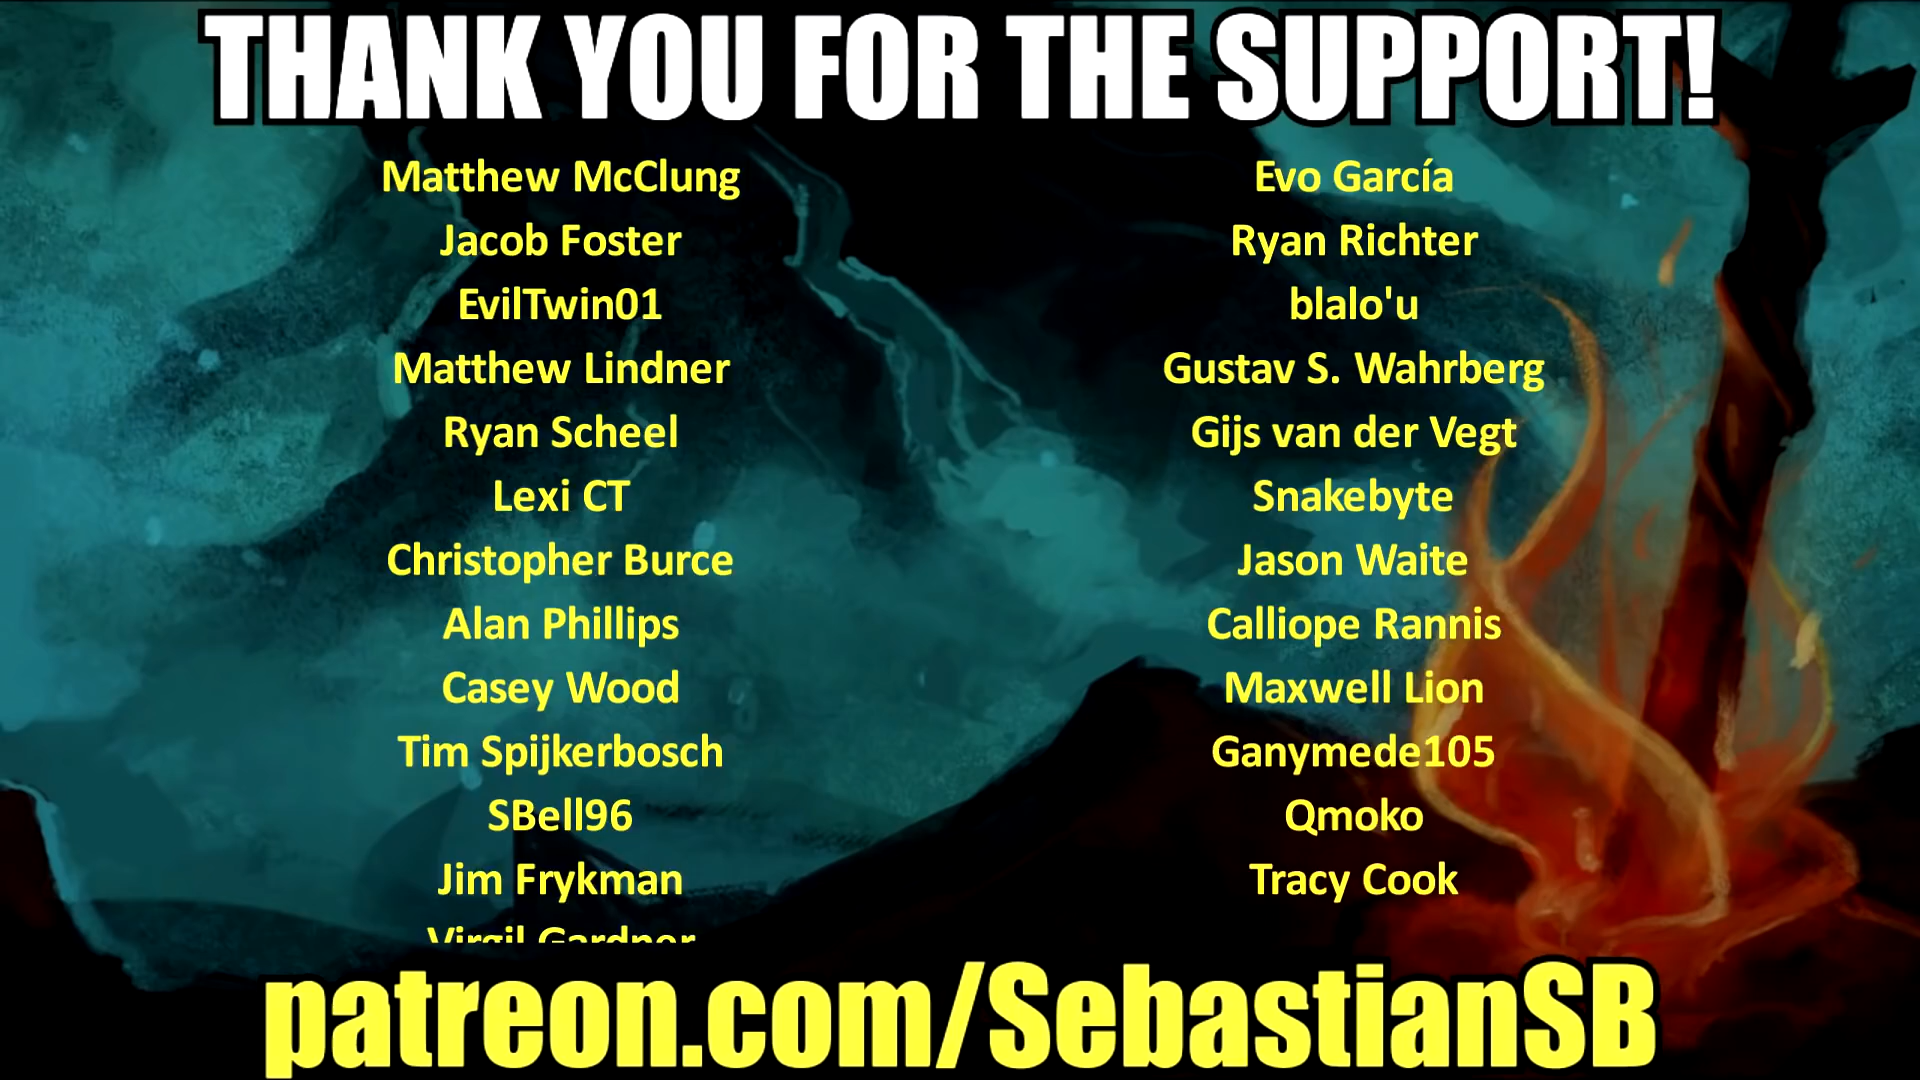 THANK YOU FOR THE SUPPORT!
Matthew McClung
Jacob Foster
EvilTwin01
Matthew Lindner
Ryan Scheel
Lexi CT
Christopher Burce
Alan Phillips
Casey Wood
Tim Spijkerbosch
SBell96
Jim Frykman
Virgil Gardner
Evo García
Ryan Richter
blalo'u
Gustav S. Wahrberg
Gijs van der Vegt
Snakebyte
Jason Waite
Calliope Rannis
Maxwell Lion
Ganymede105
Qmoko
Tracy Cook
patreon.com/SebastianSB